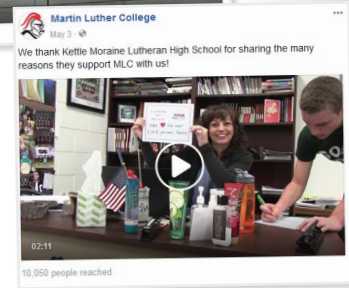 Martin Luther College
May 3
We thank Kettle Moraine Lutheran High School for sharing the many
reasons they support MLC with us!
02:11
10,050 people reached